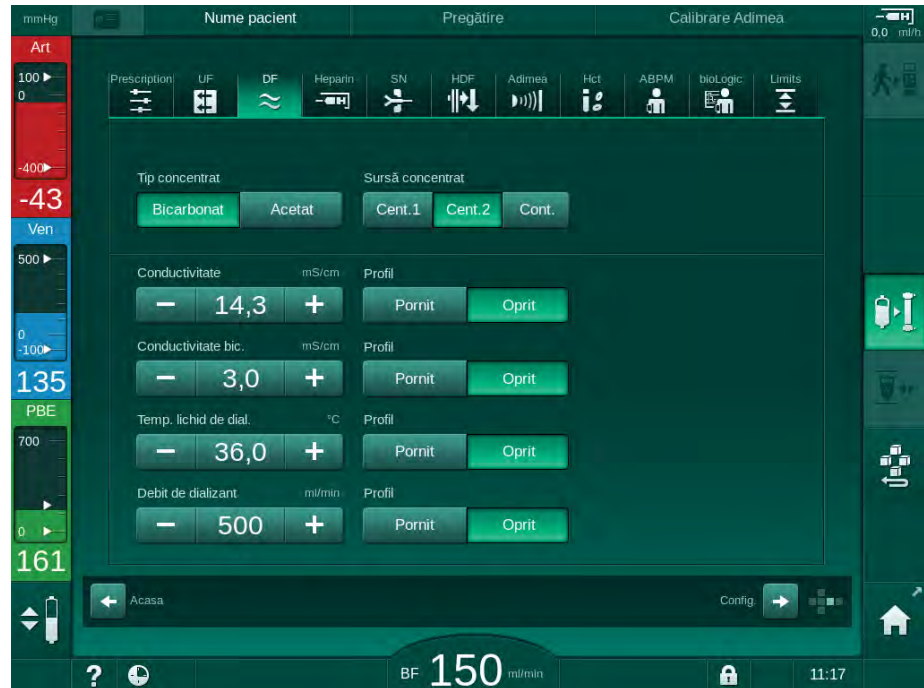 mmHg
Nume pacient
Pregătire
Calibrare Adimea
0,0 ml/h
Art
100
0
-400
-43
Ven
500
0
-100
135
PBE
700
0
161
Prescription UF DF Heparin SN HDF Adimea Hct ABPM bioLogic Limits
Tip concentrat Sursă concentrat
Bicarbonat Acetat Cent.1 Cent.2 Cont.
Conductivitate mS/cm Profil
− 14,3 + Pornit Oprit
Conductivitate bic. mS/cm Profil
− 3,0 + Pornit Oprit
Temp. lichid de dial. °C Profil
− 36,0 + Pornit Oprit
Debit de dializant ml/min Profil
− 500 + Pornit Oprit
Acasa Config.
? BF 150 ml/min 11:17